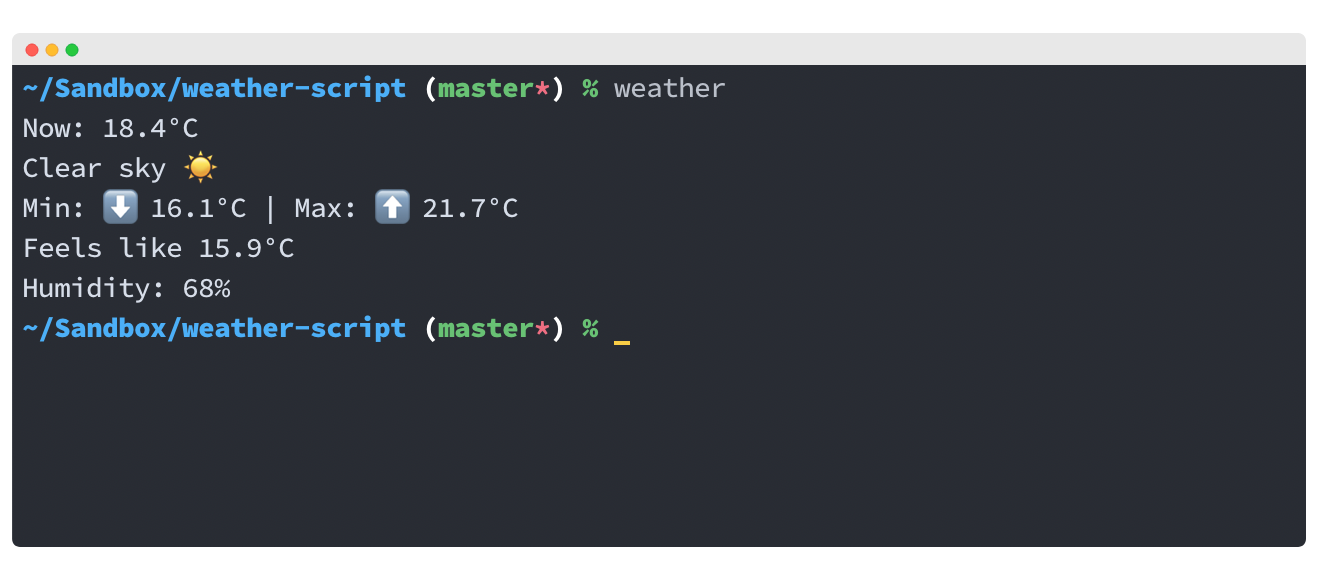 ~/Sandbox/weather-script (master*) % weather
Now: 18.4°C
Clear sky ☀️
Min: ⬇️ 16.1°C | Max: ⬆️ 21.7°C
Feels like 15.9°C
Humidity: 68%
~/Sandbox/weather-script (master*) % _